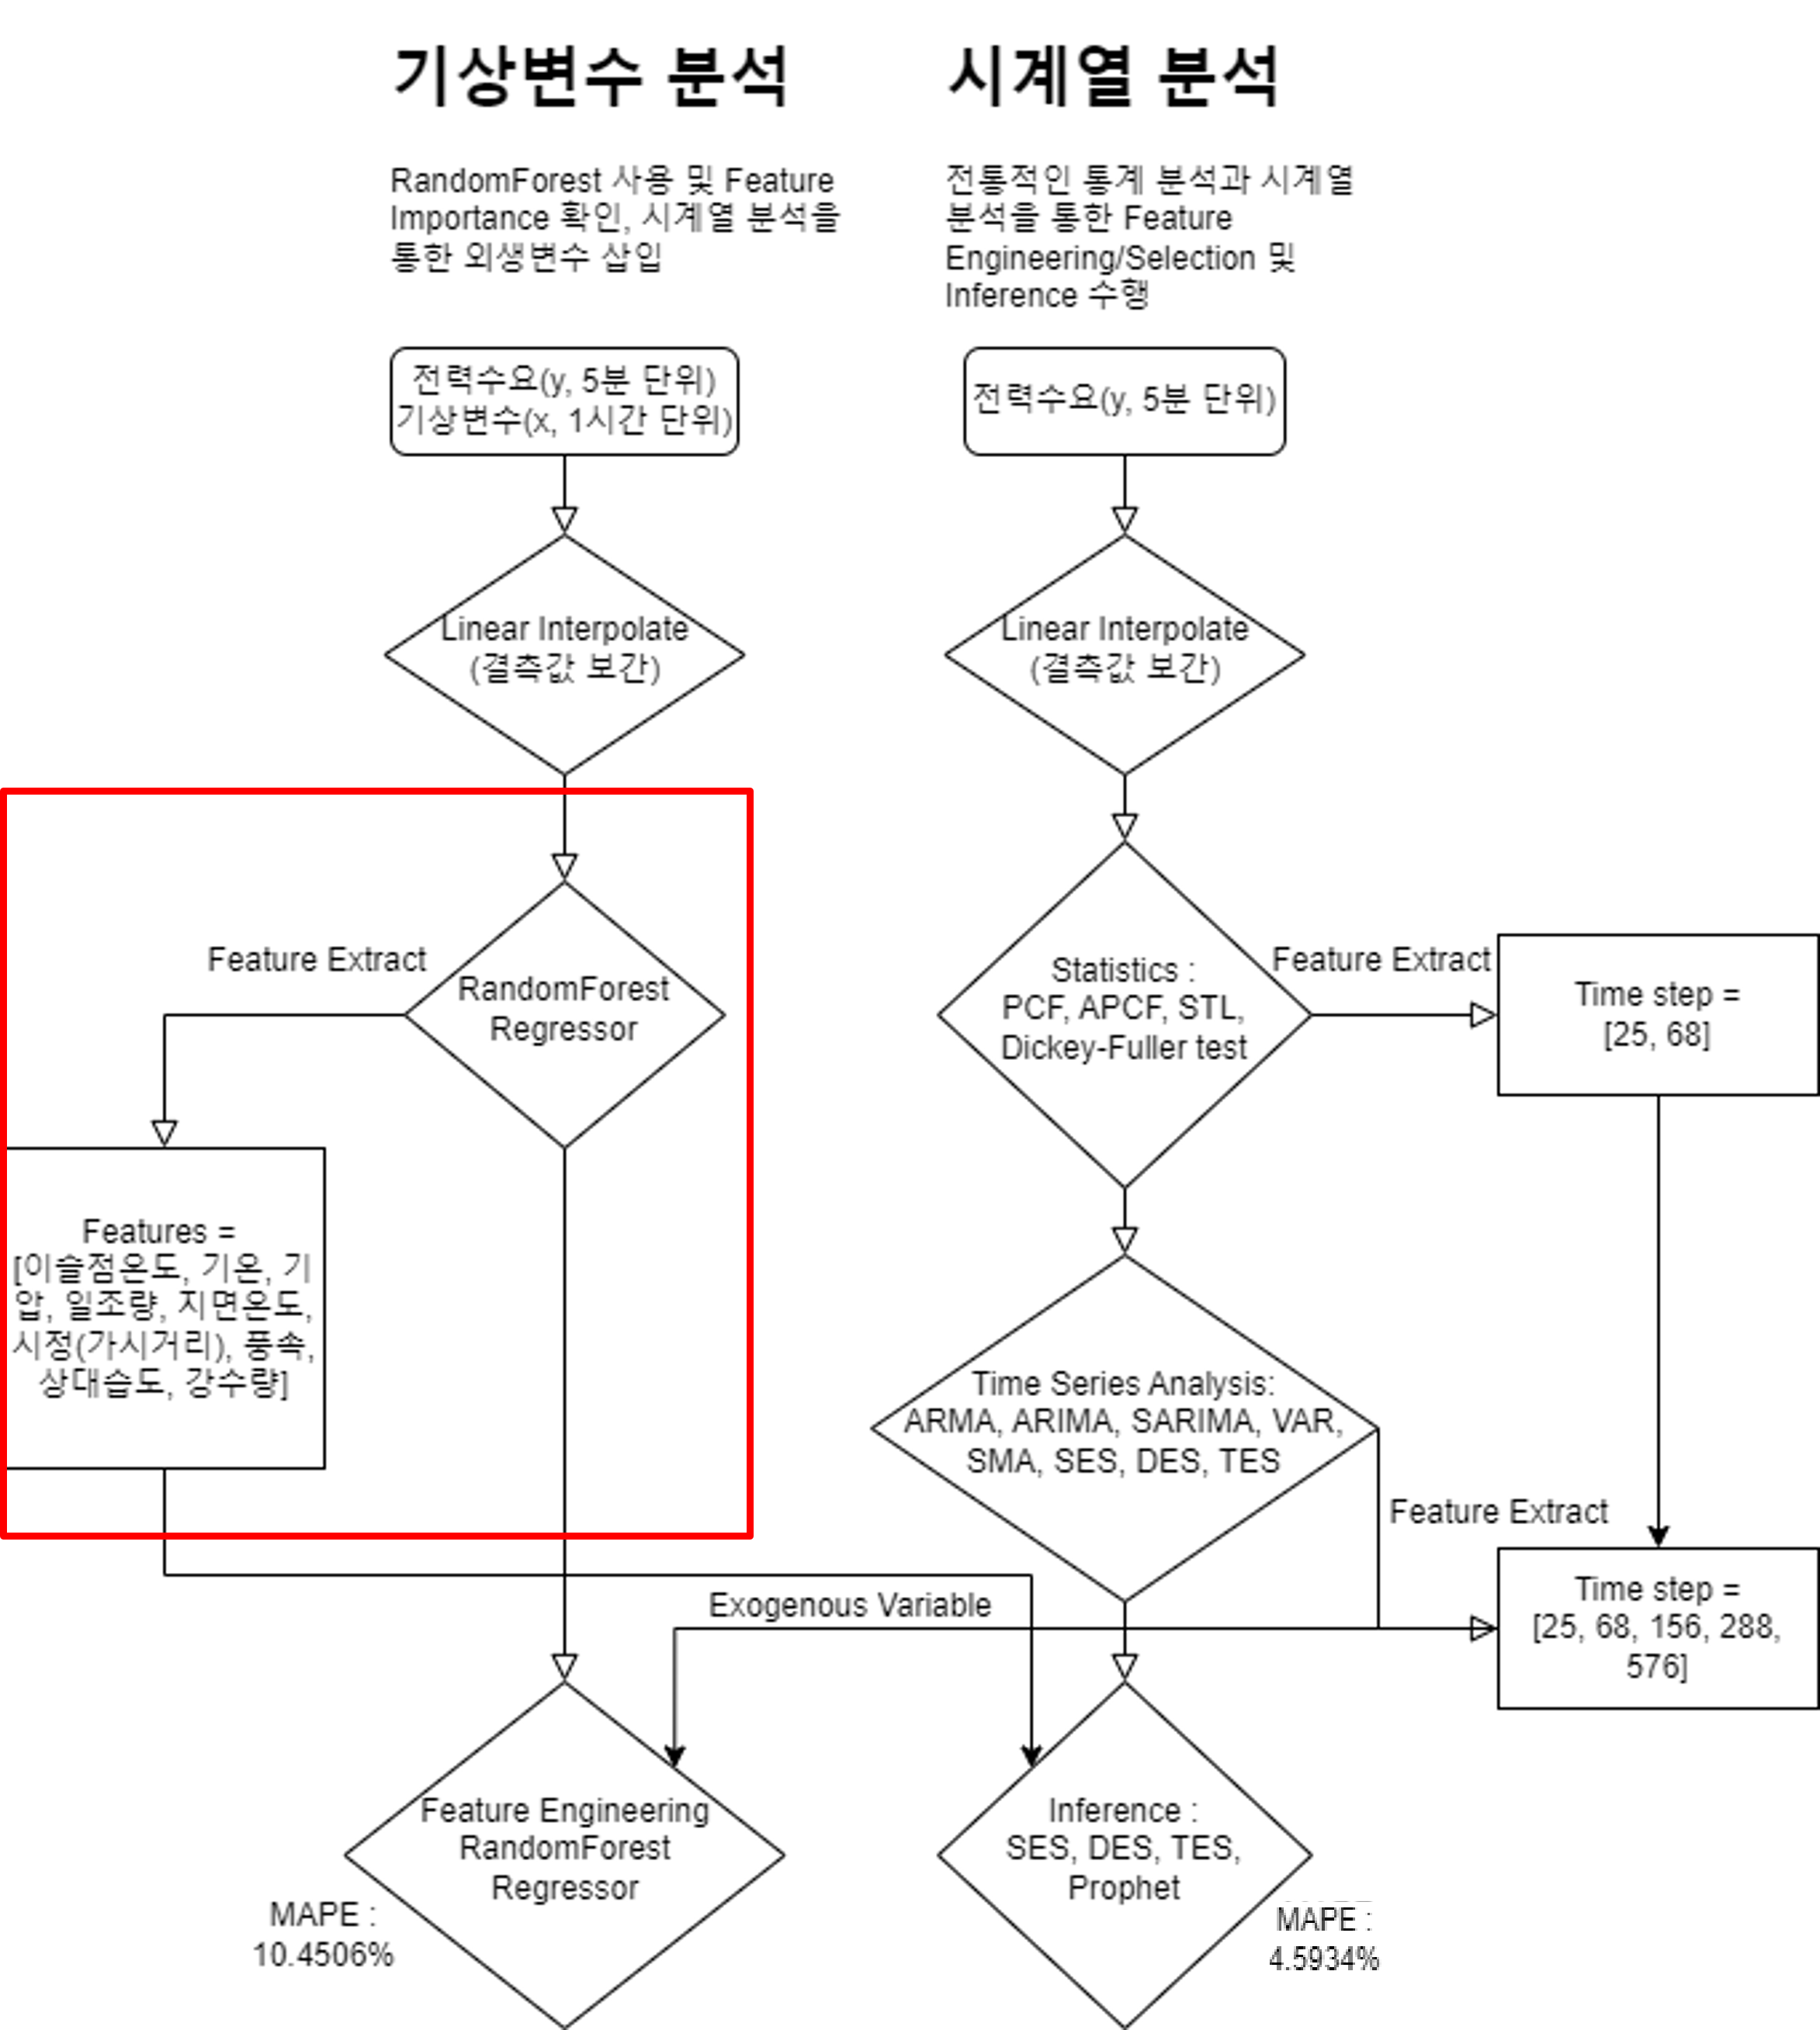 기상변수 분석
RandomForest 사용 및 Feature
Importance 확인, 시계열 분석을
통한 외생변수 삽입
전력수요(y, 5분 단위)
기상변수(x, 1시간 단위)
Linear Interpolate
(결측값 보간)
Feature Extract
RandomForest
Regressor
Features =
[이슬점온도, 기온, 기
압, 일조량, 지면온도,
시정(가시거리), 풍속,
상대습도, 강수량]
시계열 분석
전통적인 통계 분석과 시계열
분석을 통한 Feature
Engineering/Selection 및
Inference 수행
전력수요(y, 5분 단위)
Linear Interpolate
(결측값 보간)
Statistics :
PCF, APCF, STL,
Dickey-Fuller test
Feature Extract
Time step =
[25, 68]
Time Series Analysis:
ARMA, ARIMA, SARIMA, VAR,
SMA, SES, DES, TES
Feature Extract
Time step =
[25, 68, 156, 288,
576]
Exogenous Variable
Feature Engineering
RandomForest
Regressor
MAPE :
10.4506%
Inference :
SES, DES, TES,
Prophet
MAPE :
4.5934%